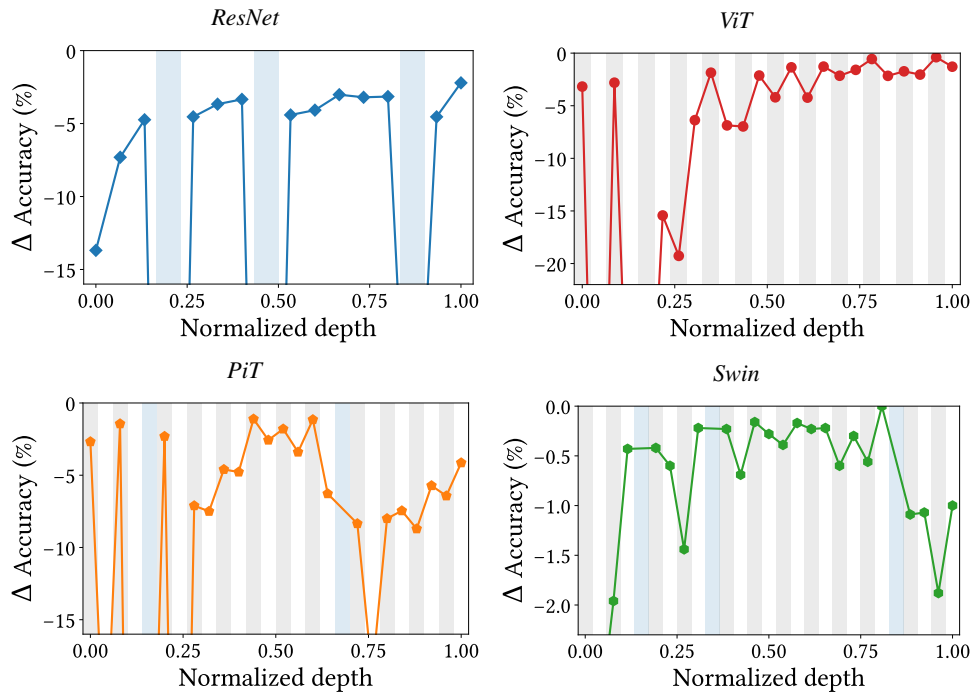 ResNet
0
−5
−10
−15
Δ Accuracy (%)
0.00 0.25 0.50 0.75 1.00
Normalized depth
ViT
0
−5
−10
−15
−20
Δ Accuracy (%)
0.00 0.25 0.50 0.75 1.00
Normalized depth
PiT
0
−5
−10
−15
Δ Accuracy (%)
0.00 0.25 0.50 0.75 1.00
Normalized depth
Swin
0.0
−0.5
−1.0
−1.5
−2.0
Δ Accuracy (%)
0.00 0.25 0.50 0.75 1.00
Normalized depth